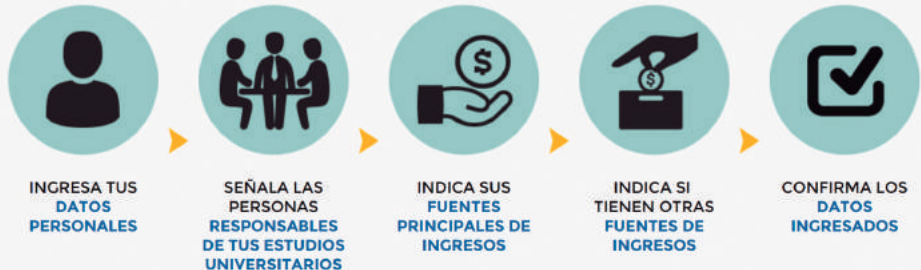 INGRESA TUS
DATOS
PERSONALES
SEÑALA LAS
PERSONAS
RESPONSABLES
DE TUS ESTUDIOS
UNIVERSITARIOS
INDICA SUS
FUENTES
PRINCIPALES DE
INGRESOS
INDICA SI
TIENEN OTRAS
FUENTES DE
INGRESOS
CONFIRMA LOS
DATOS
INGRESADOS